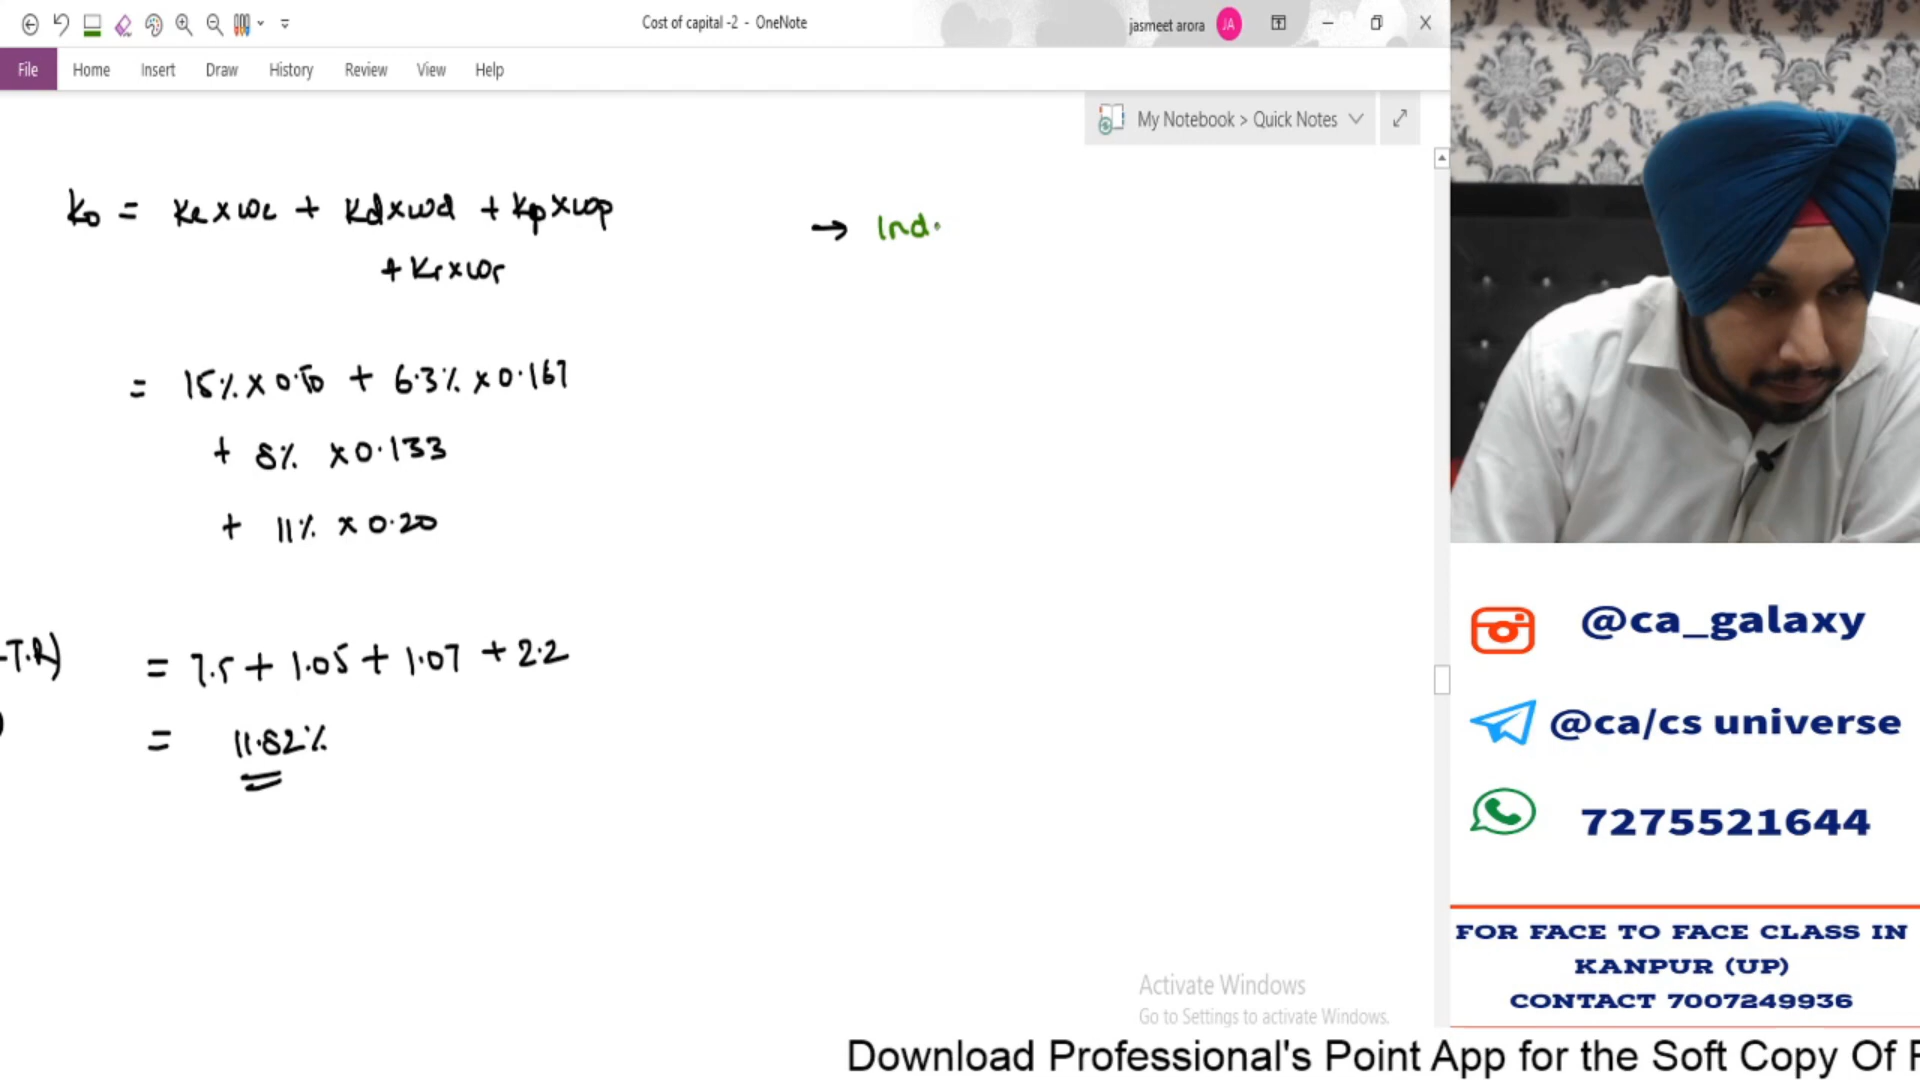 Cost of capital -2 - OneNote
jasmeet arora JA
File Home Insert Draw History Review View Help
My Notebook > Quick Notes
Ko = Ke x We + Kd x Wd + Kp x Wp
+ Kr x Wr
→ Ind.
= 15% x 0.50 + 6.3% x 0.167
+ 8% x 0.133
+ 11% x 0.20
-T.R)
= 7.5 + 1.05 + 1.07 + 2.2
)
= 11.82%
@ca_galaxy
@ca/cs universe
7275521644
FOR FACE TO FACE CLASS IN
KANPUR (UP)
CONTACT 7007249936
Activate Windows
Go to Settings to activate Windows.
Download Professional's Point App for the Soft Copy Of